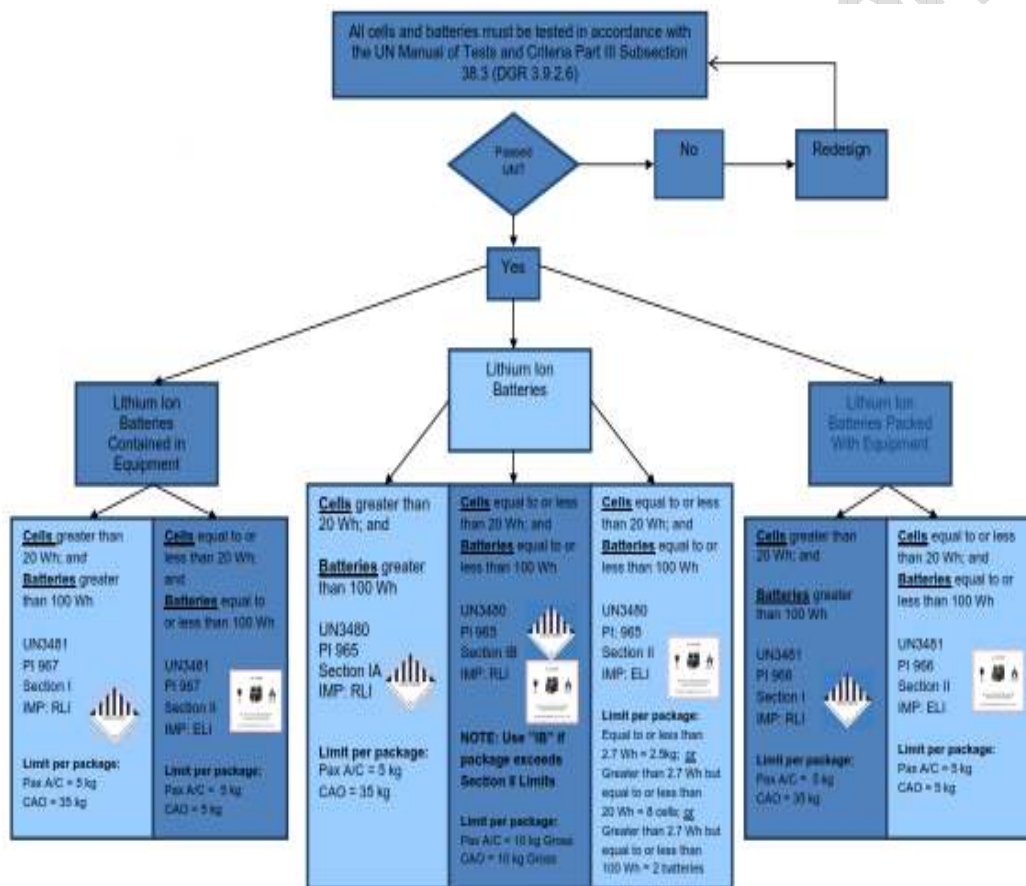 All cells and batteries must be tested in accordance with
the UN Manual of Tests and Criteria Part III Subsection
38.3 (DGR 3.9.2.6)
Passed
UN?
No
Redesign
Yes
Lithium Ion
Batteries
Contained in
Equipment
Lithium Ion
Batteries
Lithium Ion
Batteries Packed
With Equipment
Cells greater than
20 Wh; and
Batteries greater
than 100 Wh
UN3481
PI 967
Section I
IMP: RLI
Limit per package:
Pax A/C = 5 kg
CAO = 35 kg
Cells equal to or
less than 20 Wh;
and
Batteries equal to
or less than 100 Wh
UN3481
PI 967
Section II
IMP: ELI
Limit per package:
Pax A/C = 5 kg
CAO = 5 kg
Cells greater than
20 Wh; and
Batteries greater
than 100 Wh
UN3480
PI 965
Section IA
IMP: RLI
Limit per package:
Pax A/C = 5 kg
CAO = 35 kg
Cells equal to or less
than 20 Wh; and
Batteries equal to or
less than 100 Wh
UN3480
PI 965
Section IB
IMP: RLI
NOTE: Use "IB" if
package exceeds
Section II Limits
Limit per package:
Pax A/C = 10 kg Gross
CAO = 10 kg Gross
Cells equal to or less
than 20 Wh; and
Batteries equal to or
less than 100 Wh
UN3480
PI: 965
Section II
IMP: ELI
Limit per package:
Equal to or less than
2.7 Wh = 2.5kg; or
Greater than 2.7 Wh but
equal to or less than
20 Wh = 8 cells; or
Greater than 2.7 Wh but
equal to or less than
100 Wh = 2 batteries
Cells greater than
20 Wh; and
Batteries greater
than 100 Wh
UN3481
PI 966
Section I
IMP: RLI
Limit per package:
Pax A/C = 5 kg
CAO = 35 kg
Cells equal to or less
than 20 Wh; and
Batteries equal to or
less than 100 Wh
UN3481
PI 966
Section II
IMP: ELI
Limit per package:
Pax A/C = 5 kg
CAO = 5 kg